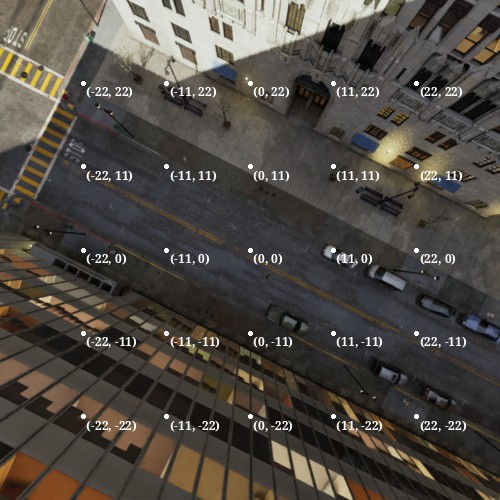 STOP
(-22, 22) (-11, 22) (0, 22) (11, 22) (22, 22)
(-22, 11) (-11, 11) (0, 11) (11, 11) (22, 11)
(-22, 0) (-11, 0) (0, 0) (11, 0) (22, 0)
(-22, -11) (-11, -11) (0, -11) (11, -11) (22, -11)
(-22, -22) (-11, -22) (0, -22) (11, -22) (22, -22)